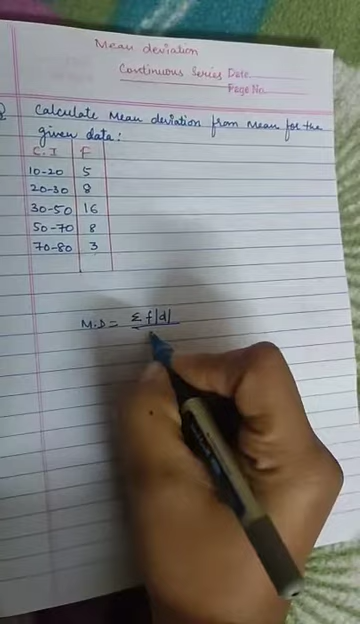 Mean deviation
Continuous Series Date
Page No.
Q Calculate Mean deviation from Mean for the
given data:
C.I F
10-20 5
20-30 8
30-50 16
50-70 8
70-80 3
M.D = Σf|d|